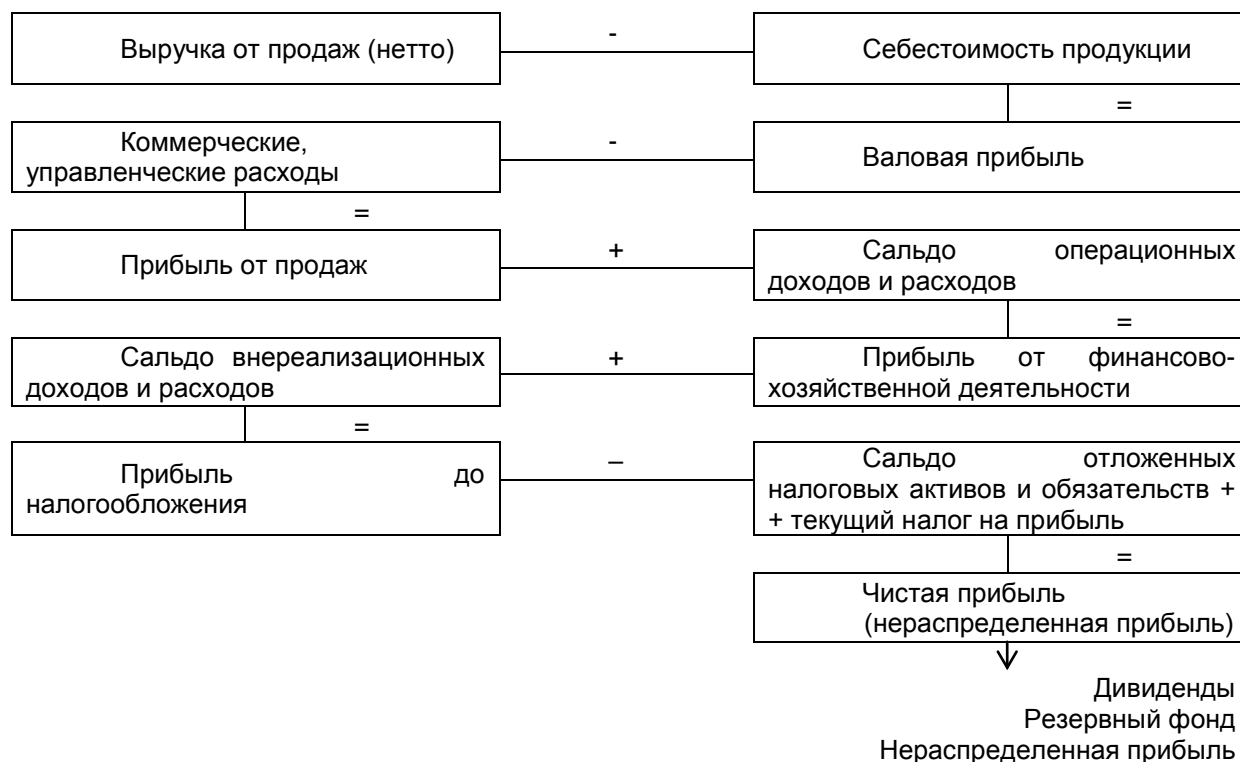 Выручка от продаж (нетто)
-
Себестоимость продукции
=
Коммерческие,
управленческие расходы
-
Валовая прибыль
=
Прибыль от продаж
+
Сальдо операционных
доходов и расходов
=
Сальдо внереализационных
доходов и расходов
+
Прибыль от финансово-
хозяйственной деятельности
=
Прибыль до
налогообложения
–
Сальдо отложенных
налоговых активов и обязательств +
+ текущий налог на прибыль
=
Чистая прибыль
(нераспределенная прибыль)
Дивиденды
Резервный фонд
Нераспределенная прибыль